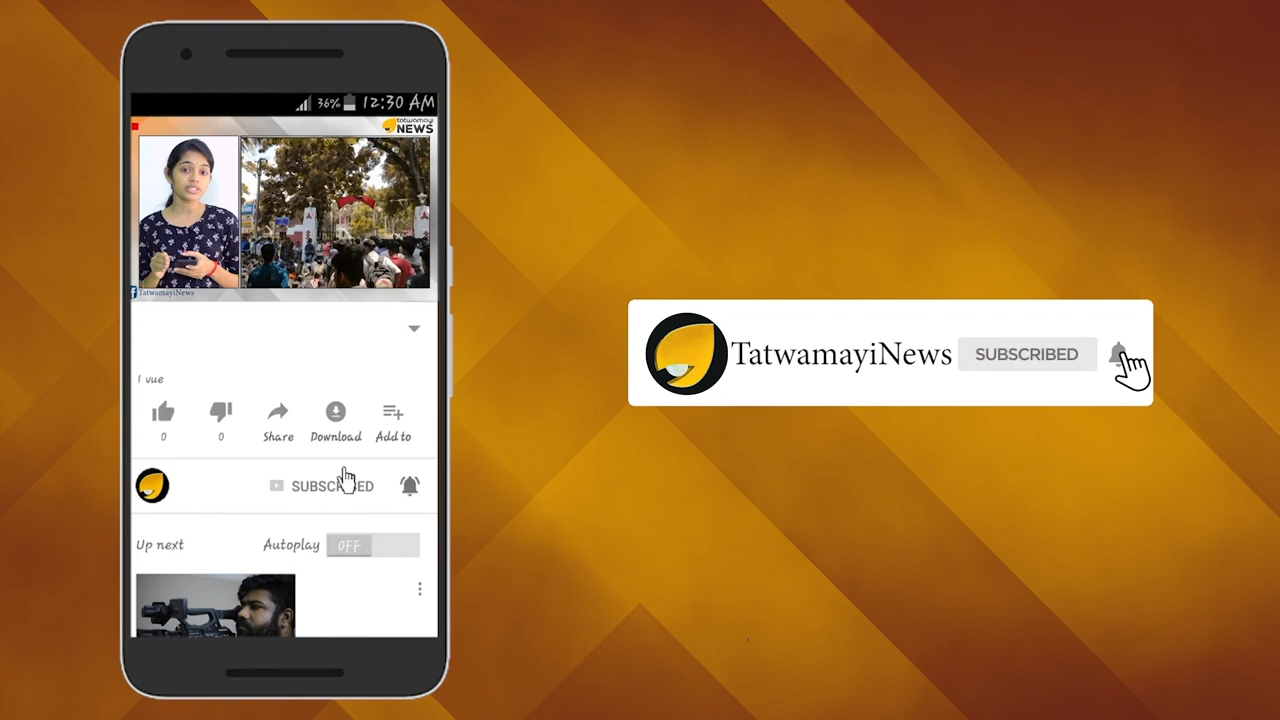 36% 12:30 AM
tatwamayi
NEWS
TatwamayiNews
1 vue
0 0 Share Download Add to
SUBSCRIBED
Up next Autoplay OFF
TatwamayiNews SUBSCRIBED